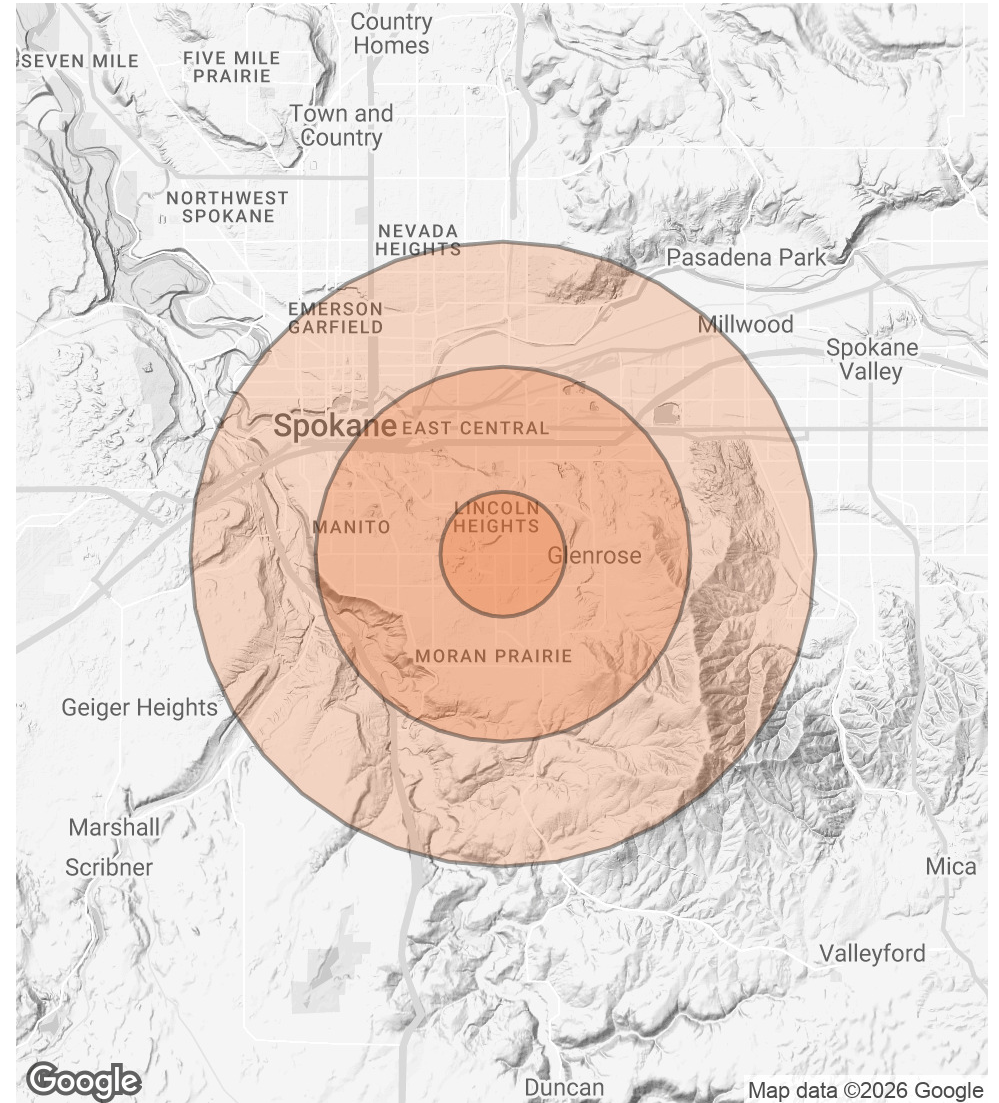 Country
Homes
SEVEN MILE
FIVE MILE
PRAIRIE
Town and
Country
NORTHWEST
SPOKANE
NEVADA
HEIGHTS
Pasadena Park
EMERSON
GARFIELD
Millwood
Spokane
Valley
Spokane
EAST CENTRAL
LINCOLN
HEIGHTS
MANITO
Glenrose
MORAN PRAIRIE
Geiger Heights
Marshall
Scribner
Mica
Valleyford
Duncan
Google
Map data ©2026 Google